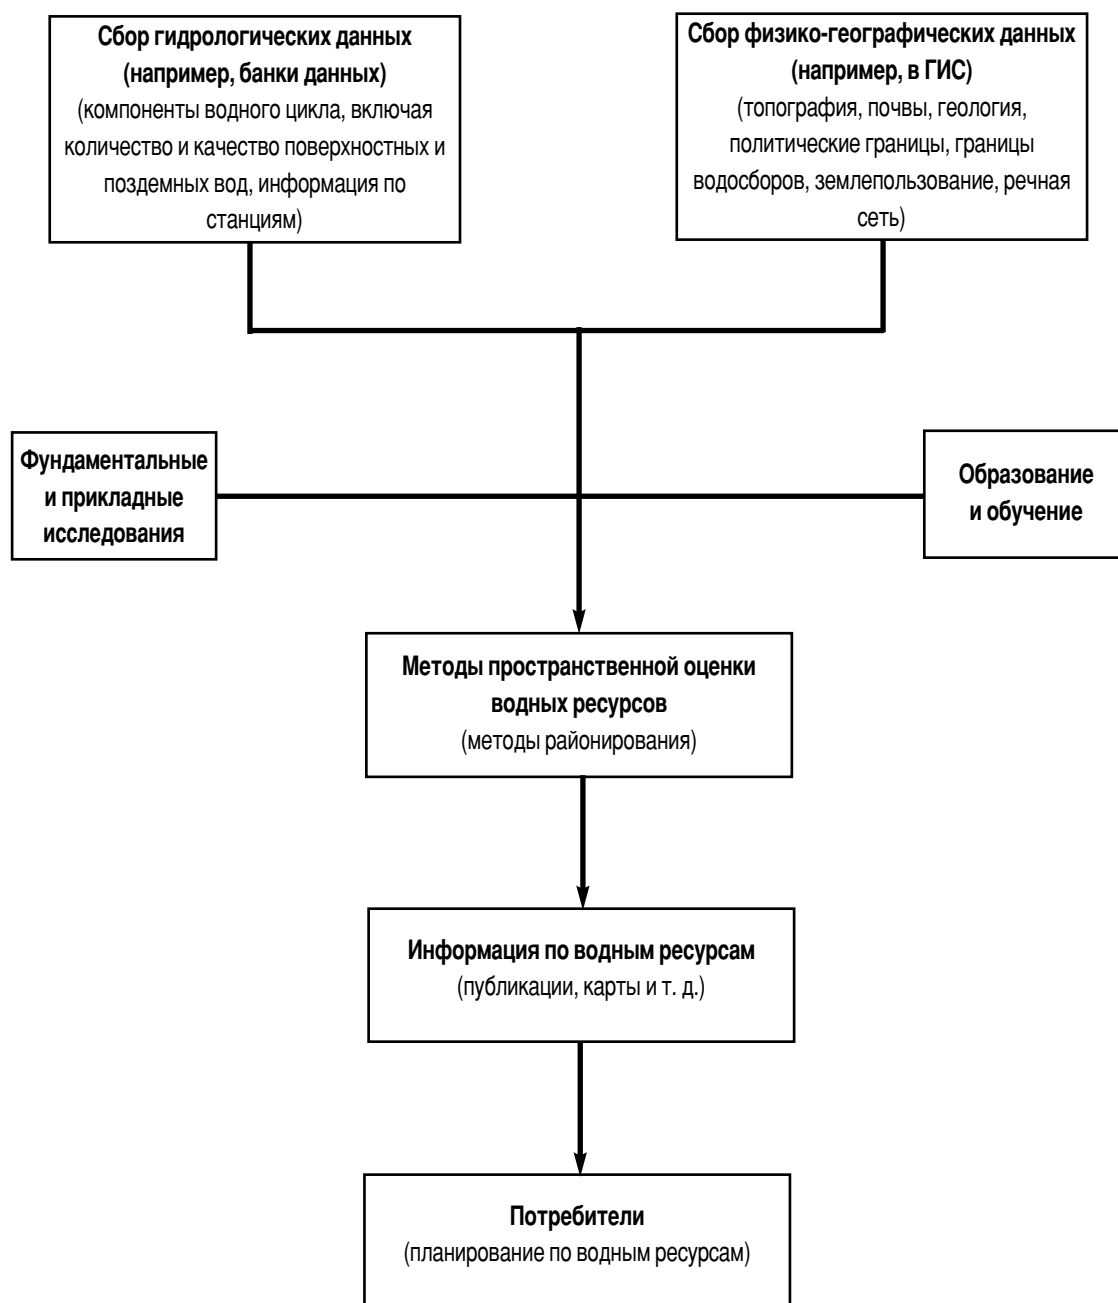 Сбор гидрологических данных
(например, банки данных)
(компоненты водного цикла, включая
количество и качество поверхностных и
поздемных вод, информация по
станциям)
Сбор физико-географических данных
(например, в ГИС)
(топография, почвы, геология,
политические границы, границы
водосборов, землепользование, речная
сеть)
Фундаментальные
и прикладные
исследования
Образование
и обучение
Методы пространственной оценки
водных ресурсов
(методы районирования)
Информация по водным ресурсам
(публикации, карты и т. д.)
Потребители
(планирование по водным ресурсам)